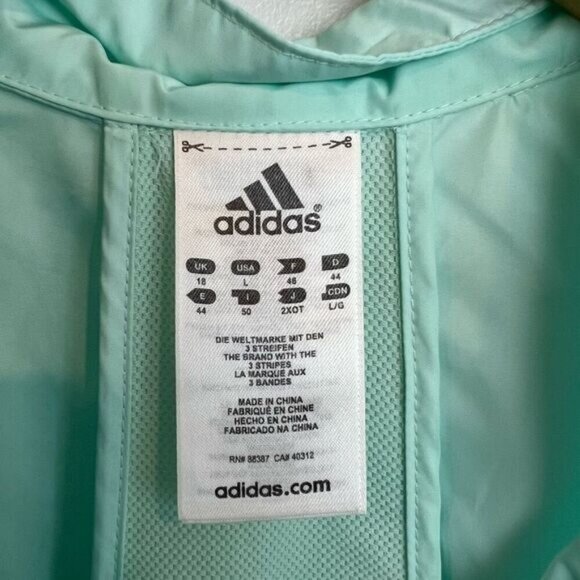 adidas®
UK USA F D
18 L 46 44
E I J CDN
44 50 2XOT L/G
DIE WELTMARKE MIT DEN
3 STREIFEN
THE BRAND WITH THE
3 STRIPES
LA MARQUE AUX
3 BANDES
MADE IN CHINA
FABRIQUÉ EN CHINE
HECHO EN CHINA
FABRICADO NA CHINA
RN# 88387 CA# 40312
adidas.com